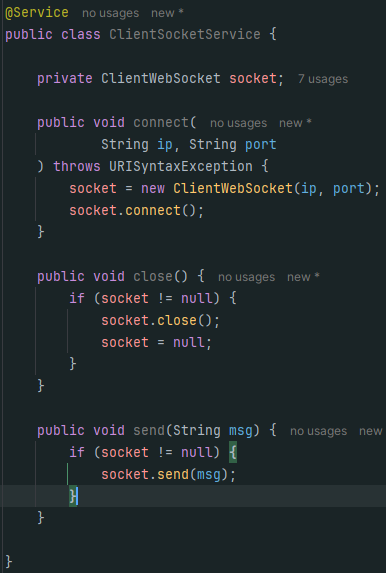 @Service no usages new *
public class ClientSocketService {
private ClientWebSocket socket; 7 usages
public void connect( no usages new *
String ip, String port
) throws URISyntaxException {
socket = new ClientWebSocket(ip, port);
socket.connect();
}
public void close() { no usages new *
if (socket != null) {
socket.close();
socket = null;
}
}
public void send(String msg) { no usages new
if (socket != null) {
socket.send(msg);
}
}
}